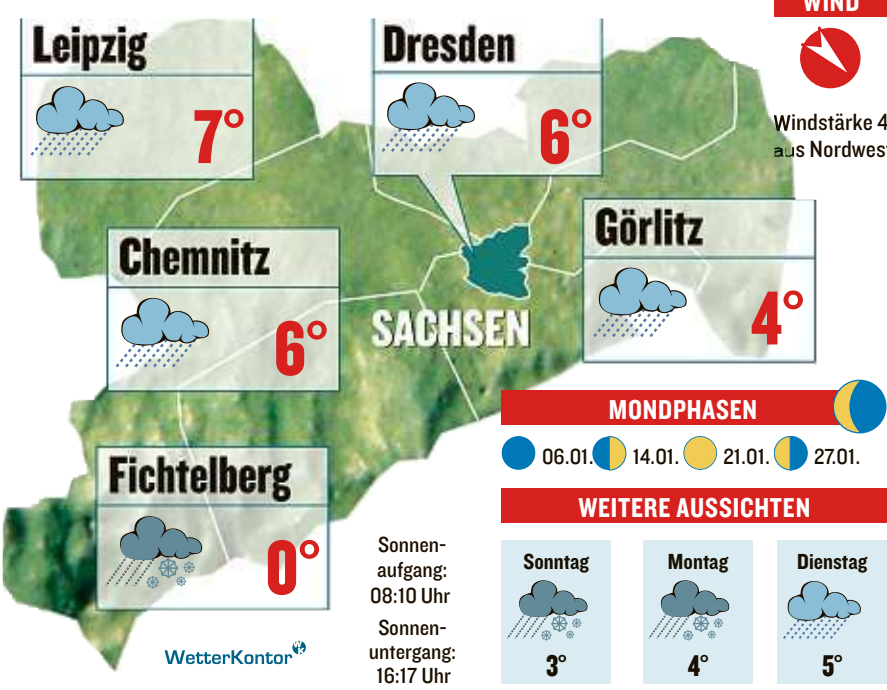 WIND
Windstärke 4
aus Nordwest
Leipzig
7°
Dresden
6°
Görlitz
4°
Chemnitz
6°
SACHSEN
Fichtelberg
0°
MONDPHASEN
06.01. 14.01. 21.01. 27.01.
WEITERE AUSSICHTEN
Sonntag
3°
Montag
4°
Dienstag
5°
Sonnen-
aufgang:
08:10 Uhr
Sonnen-
untergang:
16:17 Uhr
WetterKontor